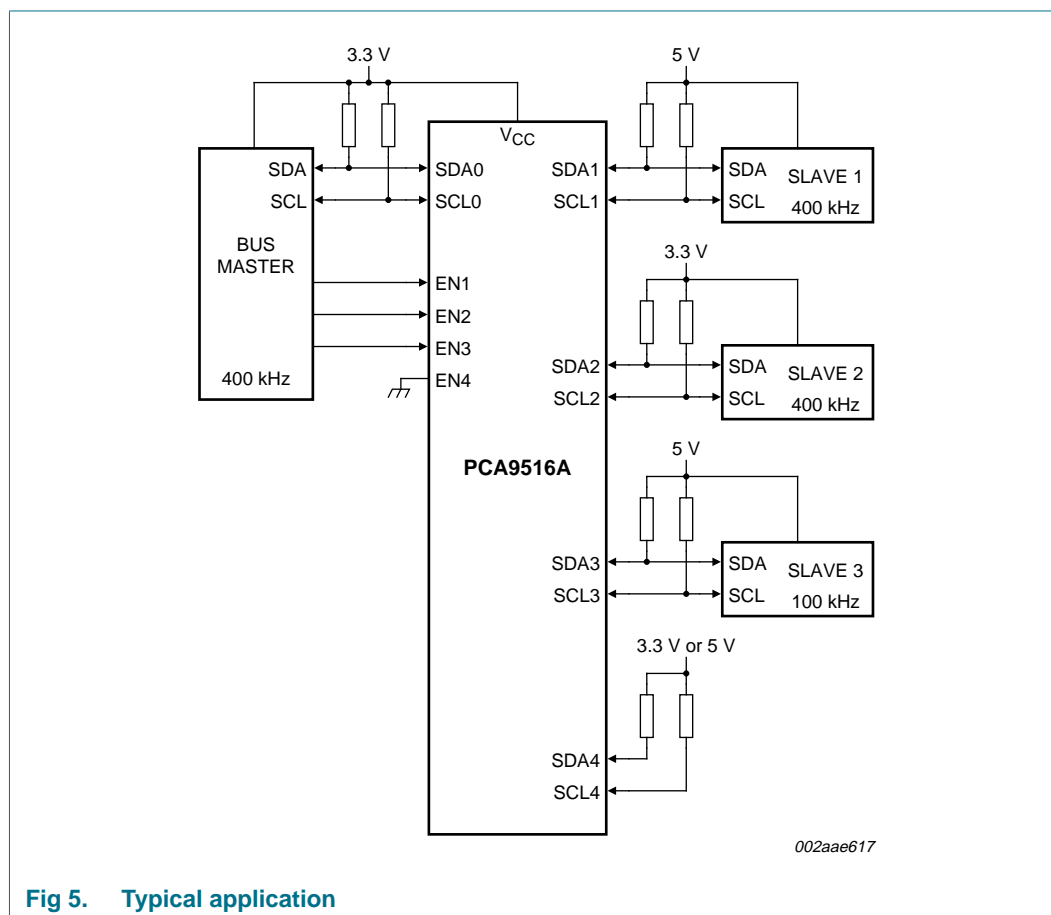 3.3 V
5 V
VCC
SDA
SDA0
SDA1
SDA
SLAVE 1
SCL
SCL0
SCL1
SCL
400 kHz
BUS
MASTER
3.3 V
EN1
EN2
EN3
SDA2
SDA
SLAVE 2
400 kHz
EN4
SCL2
SCL
400 kHz
5 V
PCA9516A
SDA3
SDA
SLAVE 3
SCL3
SCL
100 kHz
3.3 V or 5 V
SDA4
SCL4
002aae617
Fig 5. Typical application